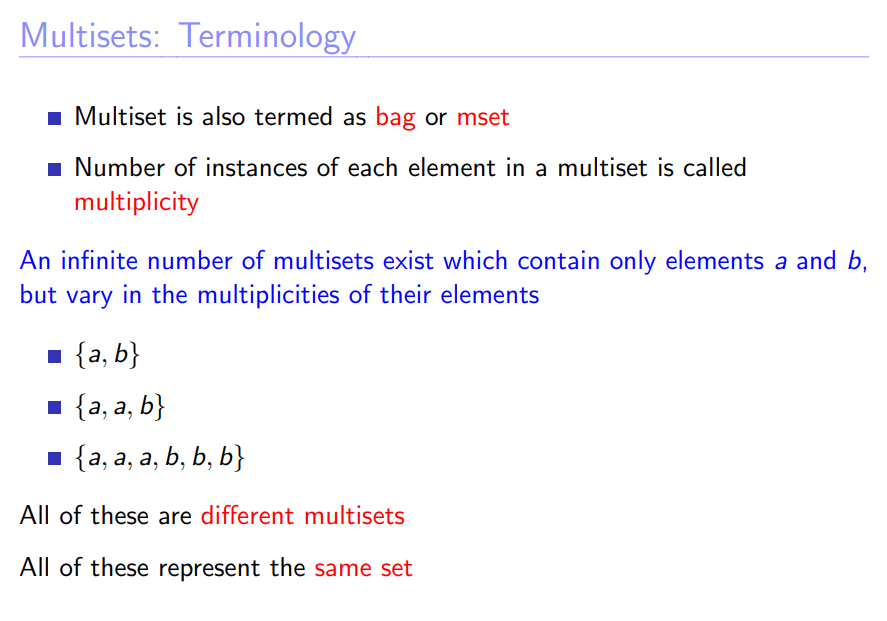 Multisets: Terminology
Multiset is also termed as bag or mset
Number of instances of each element in a multiset is called
multiplicity
An infinite number of multisets exist which contain only elements a and b,
but vary in the multiplicities of their elements
{a, b}
{a, a, b}
{a, a, a, b, b, b}
All of these are different multisets
All of these represent the same set